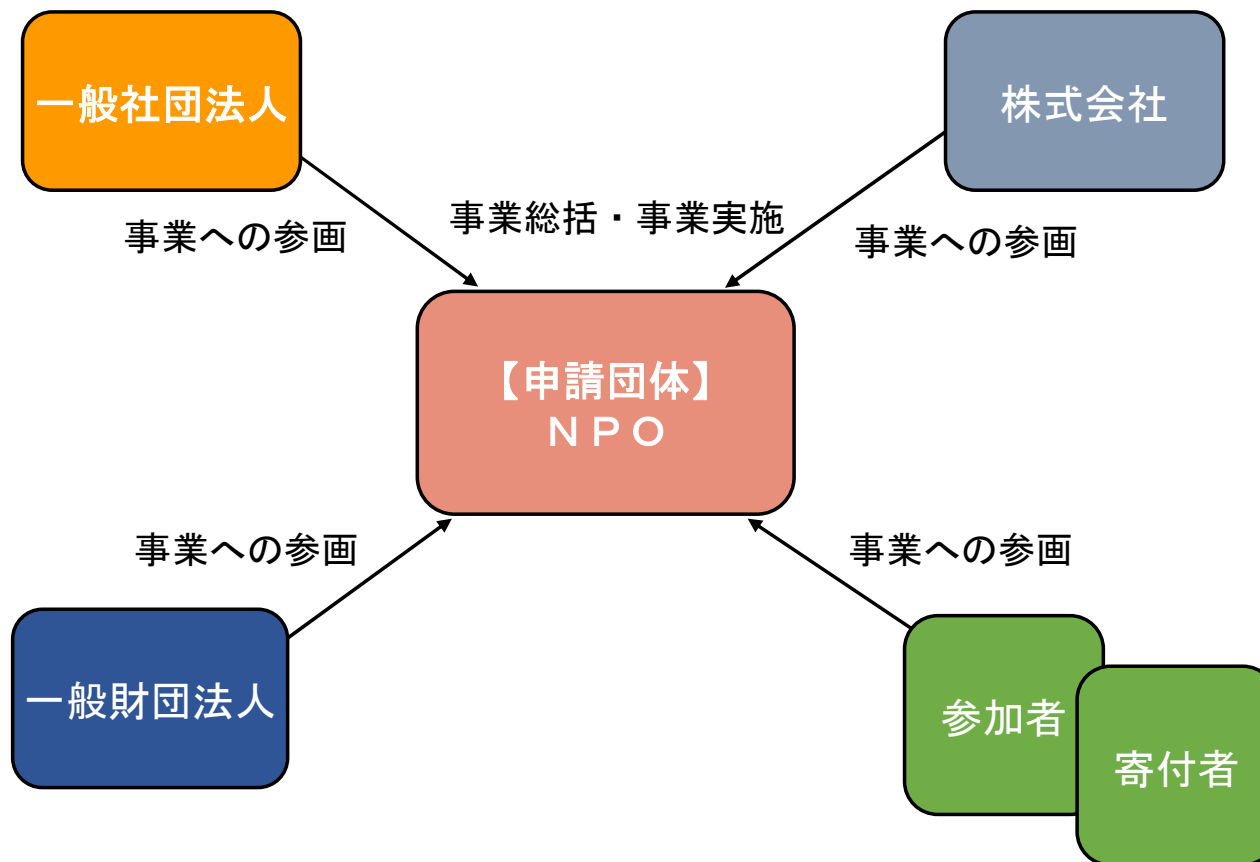 一般社団法人
株式会社
事業への参画
事業総括・事業実施
事業への参画
【申請団体】
ＮＰＯ
事業への参画
事業への参画
一般財団法人
参加者
寄付者